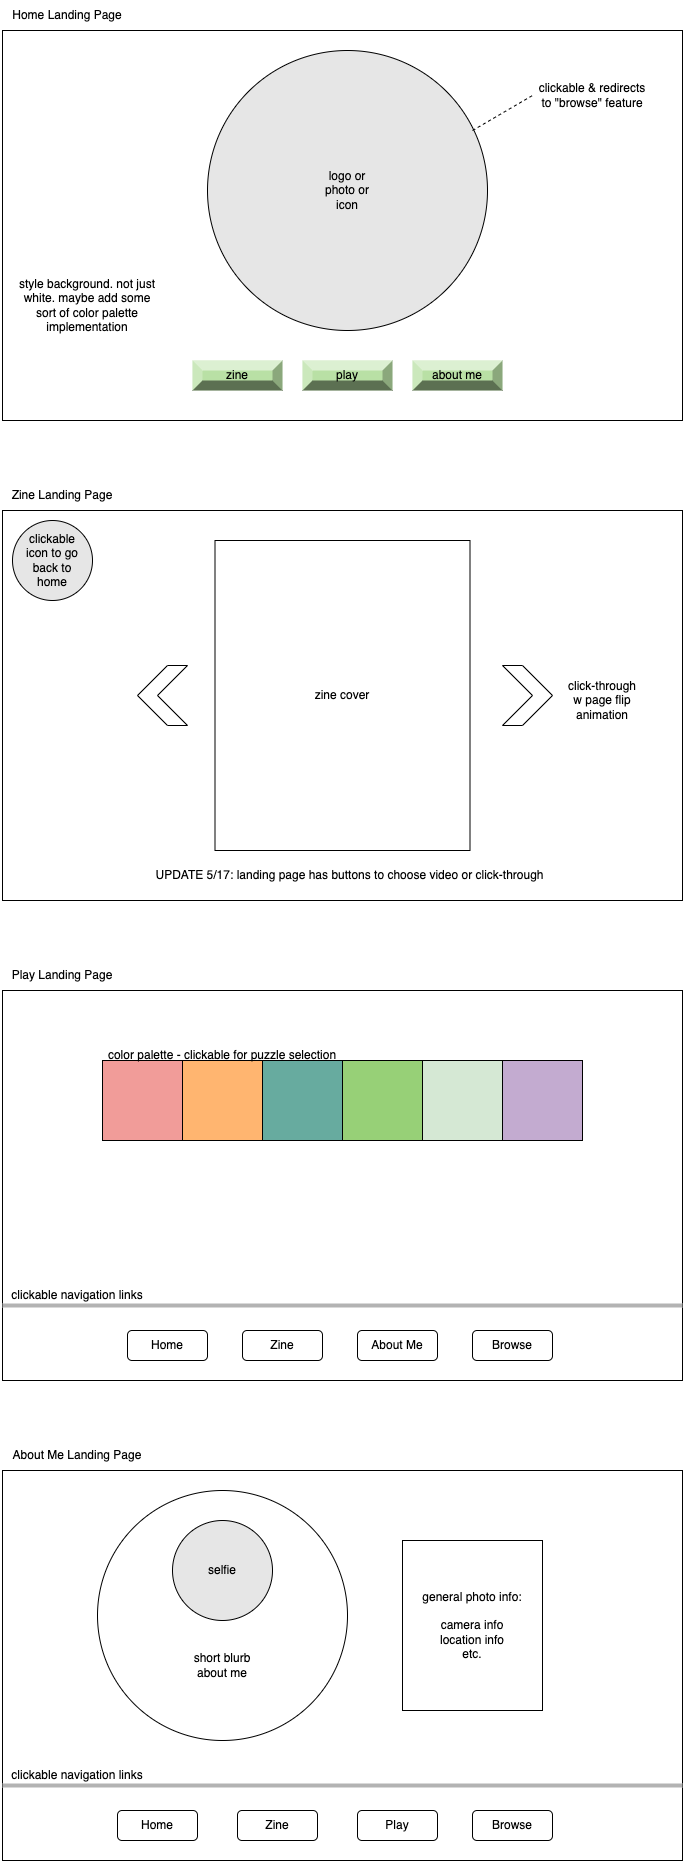 Home Landing Page
clickable & redirects
to "browse" feature
logo or
photo or
icon
style background. not just
white. maybe add some
sort of color palette
implementation
zine
play
about me
Zine Landing Page
clickable
icon to go
back to
home
zine cover
click-through
w page flip
animation
UPDATE 5/17: landing page has buttons to choose video or click-through
Play Landing Page
color palette - clickable for puzzle selection
clickable navigation links
Home
Zine
About Me
Browse
About Me Landing Page
selfie
short blurb
about me
general photo info:
camera info
location info
etc.
clickable navigation links
Home
Zine
Play
Browse